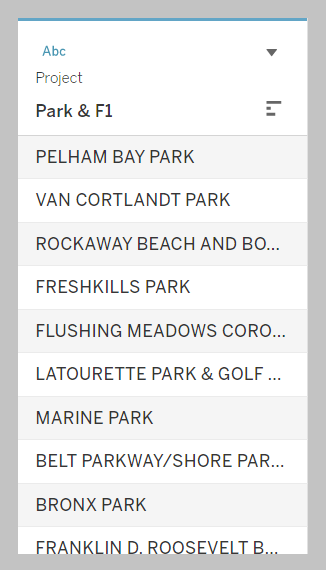 Abc
Project
Park & F1
PELHAM BAY PARK
VAN CORTLANDT PARK
ROCKAWAY BEACH AND BO...
FRESHKILLS PARK
FLUSHING MEADOWS CORO...
LATOURETTE PARK & GOLF ...
MARINE PARK
BELT PARKWAY/SHORE PAR...
BRONX PARK
FRANKLIN D. ROOSEVELT B...